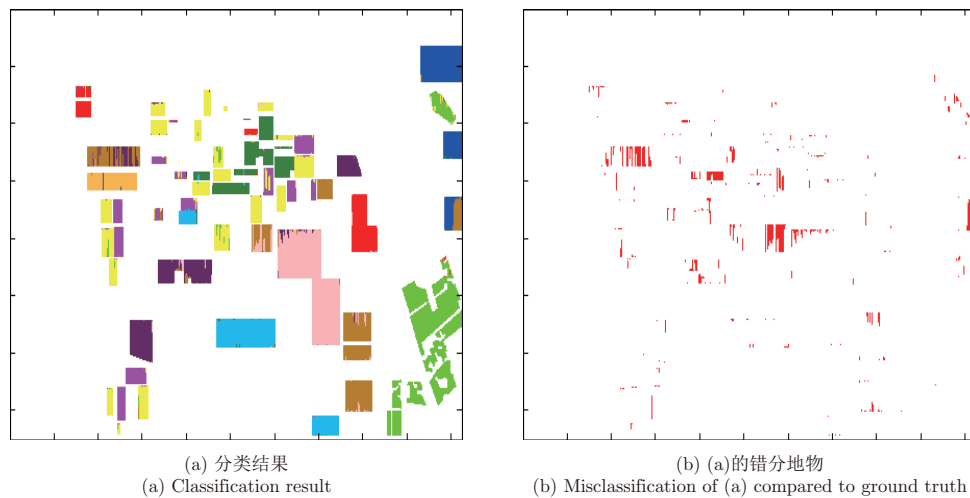 (a) 分类结果
(a) Classification result
(b) (a)的错分地物
(b) Misclassification of (a) compared to ground truth